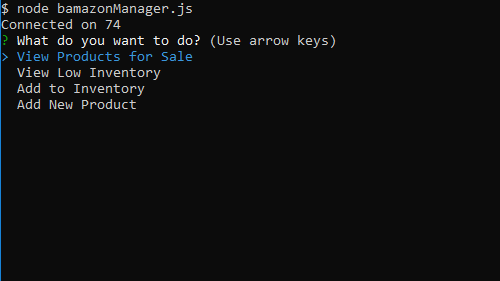 $ node bamazonManager.js
Connected on 74
? What do you want to do? (Use arrow keys)
> View Products for Sale
View Low Inventory
Add to Inventory
Add New Product